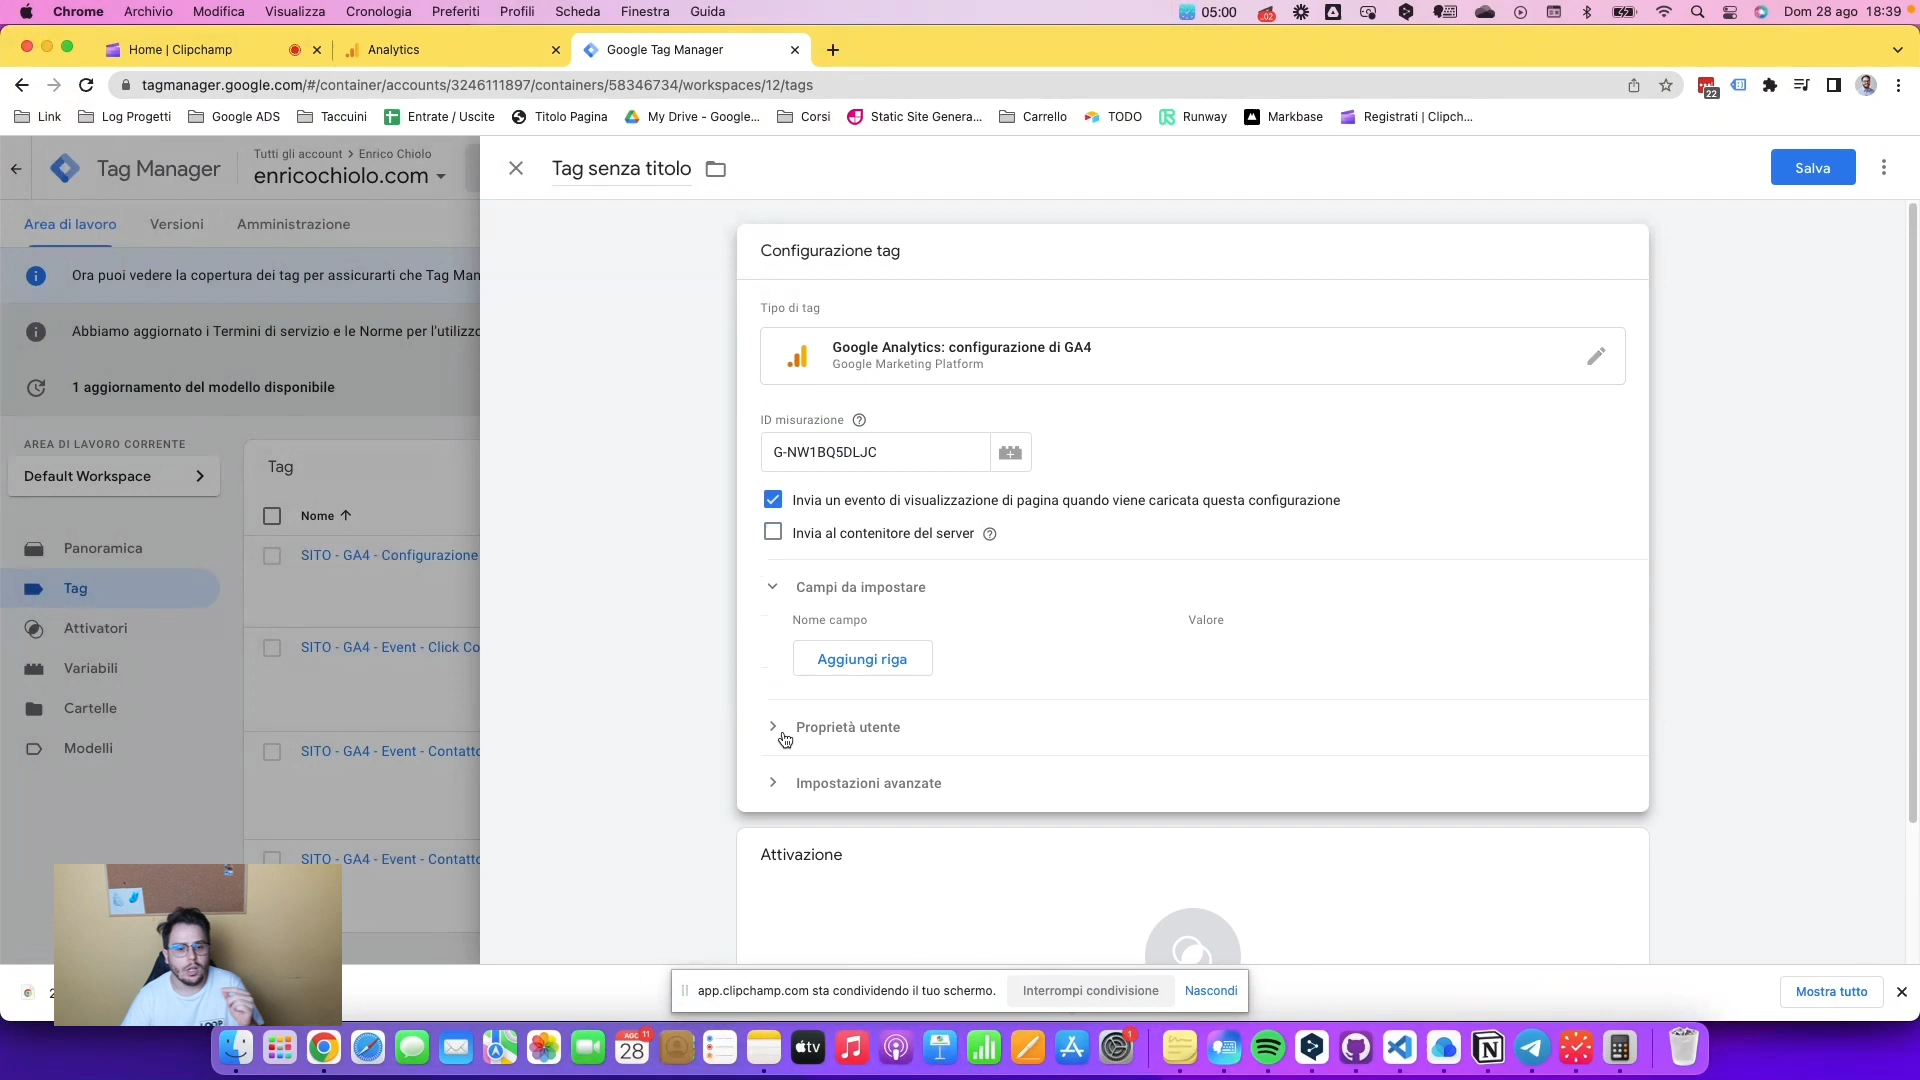 Chrome Archivio Modifica Visualizza Cronologia Preferiti Profili Scheda Finestra Guida 05:00 Dom 28 ago 18:39
Home | Clipchamp Analytics Google Tag Manager
tagmanager.google.com/#/container/accounts/3246111897/containers/58346734/workspaces/12/tags 22
Link Log Progetti Google ADS Taccuini Entrate / Uscite Titolo Pagina My Drive - Google... Corsi Static Site Genera... Carrello TODO Runway Markbase Registrati | Clipch...
Tag Manager
Tutti gli account > Enrico Chiolo
enricochiolo.com
Tag senza titolo
Salva
Area di lavoro Versioni Amministrazione
Ora puoi vedere la copertura dei tag per assicurarti che Tag Man
Abbiamo aggiornato i Termini di servizio e le Norme per l'utilizzo
1 aggiornamento del modello disponibile
AREA DI LAVORO CORRENTE
Default Workspace
Panoramica
Tag
Attivatori
Variabili
Cartelle
Modelli
Tag
Nome
SITO - GA4 - Configurazione
SITO - GA4 - Event - Click Co
SITO - GA4 - Event - Contatto
SITO - GA4 - Event - Contatto
Configurazione tag
Tipo di tag
Google Analytics: configurazione di GA4
Google Marketing Platform
ID misurazione
G-NW1BQ5DLJC
Invia un evento di visualizzazione di pagina quando viene caricata questa configurazione
Invia al contenitore del server
Campi da impostare
Nome campo Valore
Aggiungi riga
Proprietà utente
Impostazioni avanzate
Attivazione
app.clipchamp.com sta condividendo il tuo schermo. Interrompi condivisione Nascondi
Mostra tutto
AGO 28 11
tv
1